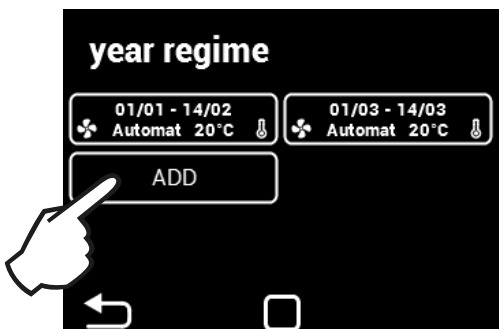 year regime
01/01 - 14/02
Automat 20°C
01/03 - 14/03
Automat 20°C
ADD